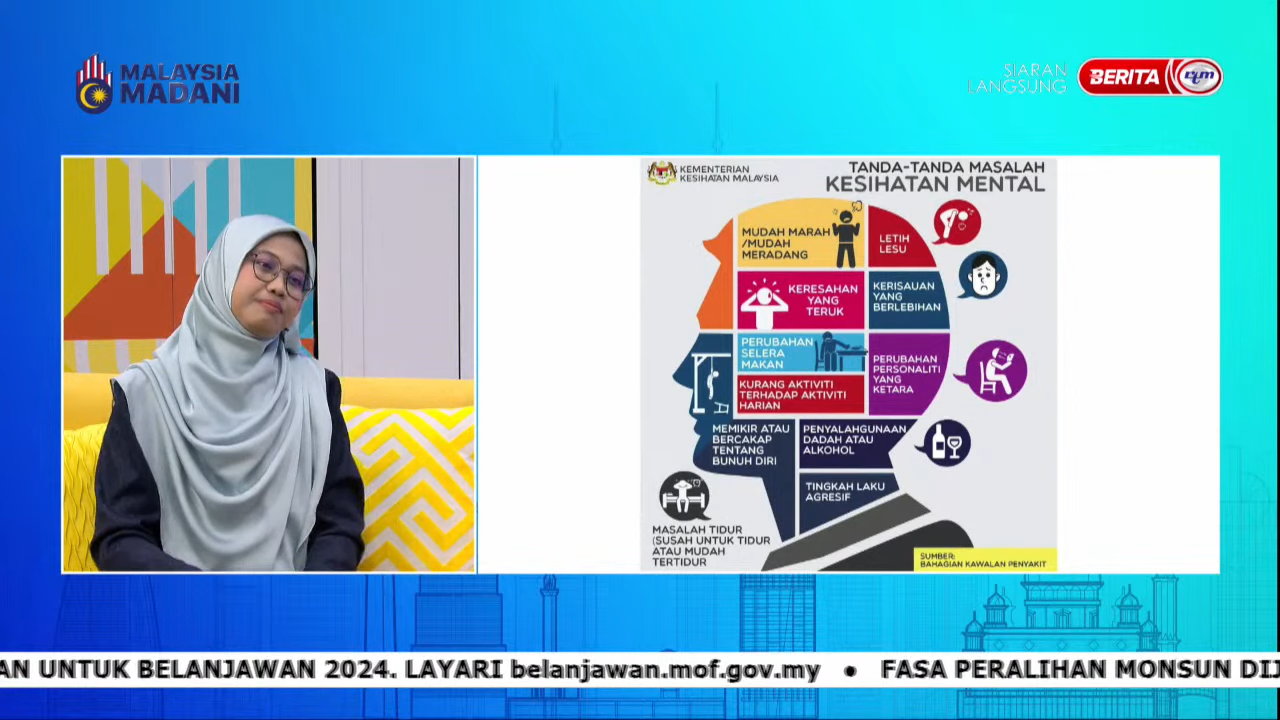 MALAYSIA
MADANI
SIARAN
LANGSUNG
BERITA rtm
KEMENTERIAN
KESIHATAN MALAYSIA
TANDA-TANDA MASALAH
KESIHATAN MENTAL
MUDAH MARAH
/MUDAH
MERADANG
LETIH
LESU
KERESAHAN
YANG
TERUK
KERISAUAN
YANG
BERLEBIHAN
PERUBAHAN
SELERA
MAKAN
PERUBAHAN
PERSONALITI
YANG
KETARA
KURANG AKTIVITI
TERHADAP AKTIVITI
HARIAN
MEMIKIR ATAU
BERCAKAP
TENTANG
BUNUH DIRI
PENYALAHGUNAAN
DADAH ATAU
ALKOHOL
TINGKAH LAKU
AGRESIF
MASALAH TIDUR
(SUSAH UNTUK TIDUR
ATAU MUDAH
TERTIDUR
SUMBER:
BAHAGIAN KAWALAN PENYAKIT
AN UNTUK BELANJAWAN 2024. LAYARI belanjawan.mof.gov.my • FASA PERALIHAN MONSUN